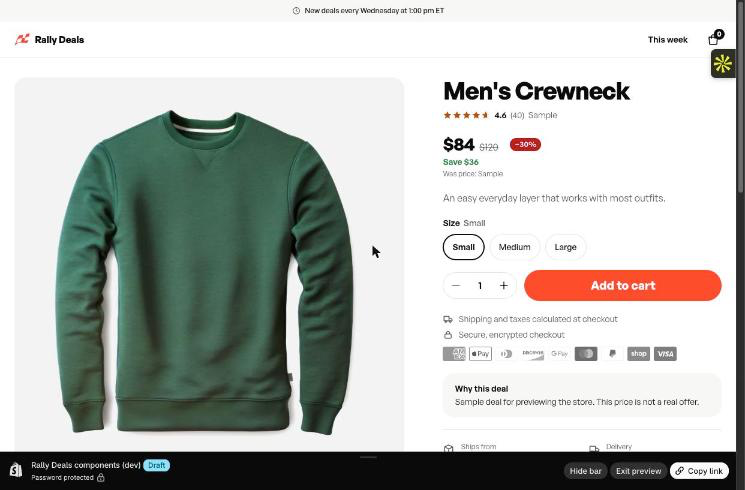 New deals every Wednesday at 1:00 pm ET
Rally Deals
This week
0
Men's Crewneck
4.6 (40) Sample
$84 $120 −30%
Save $36
Was price: Sample
An easy everyday layer that works with most outfits.
Size Small
Small Medium Large
− 1 + Add to cart
Shipping and taxes calculated at checkout
Secure, encrypted checkout
Pay G Pay shop VISA
Why this deal
Sample deal for previewing the store. This price is not a real offer.
Ships from Delivery
Rally Deals components (dev) Draft
Password protected
Hide bar Exit preview Copy link